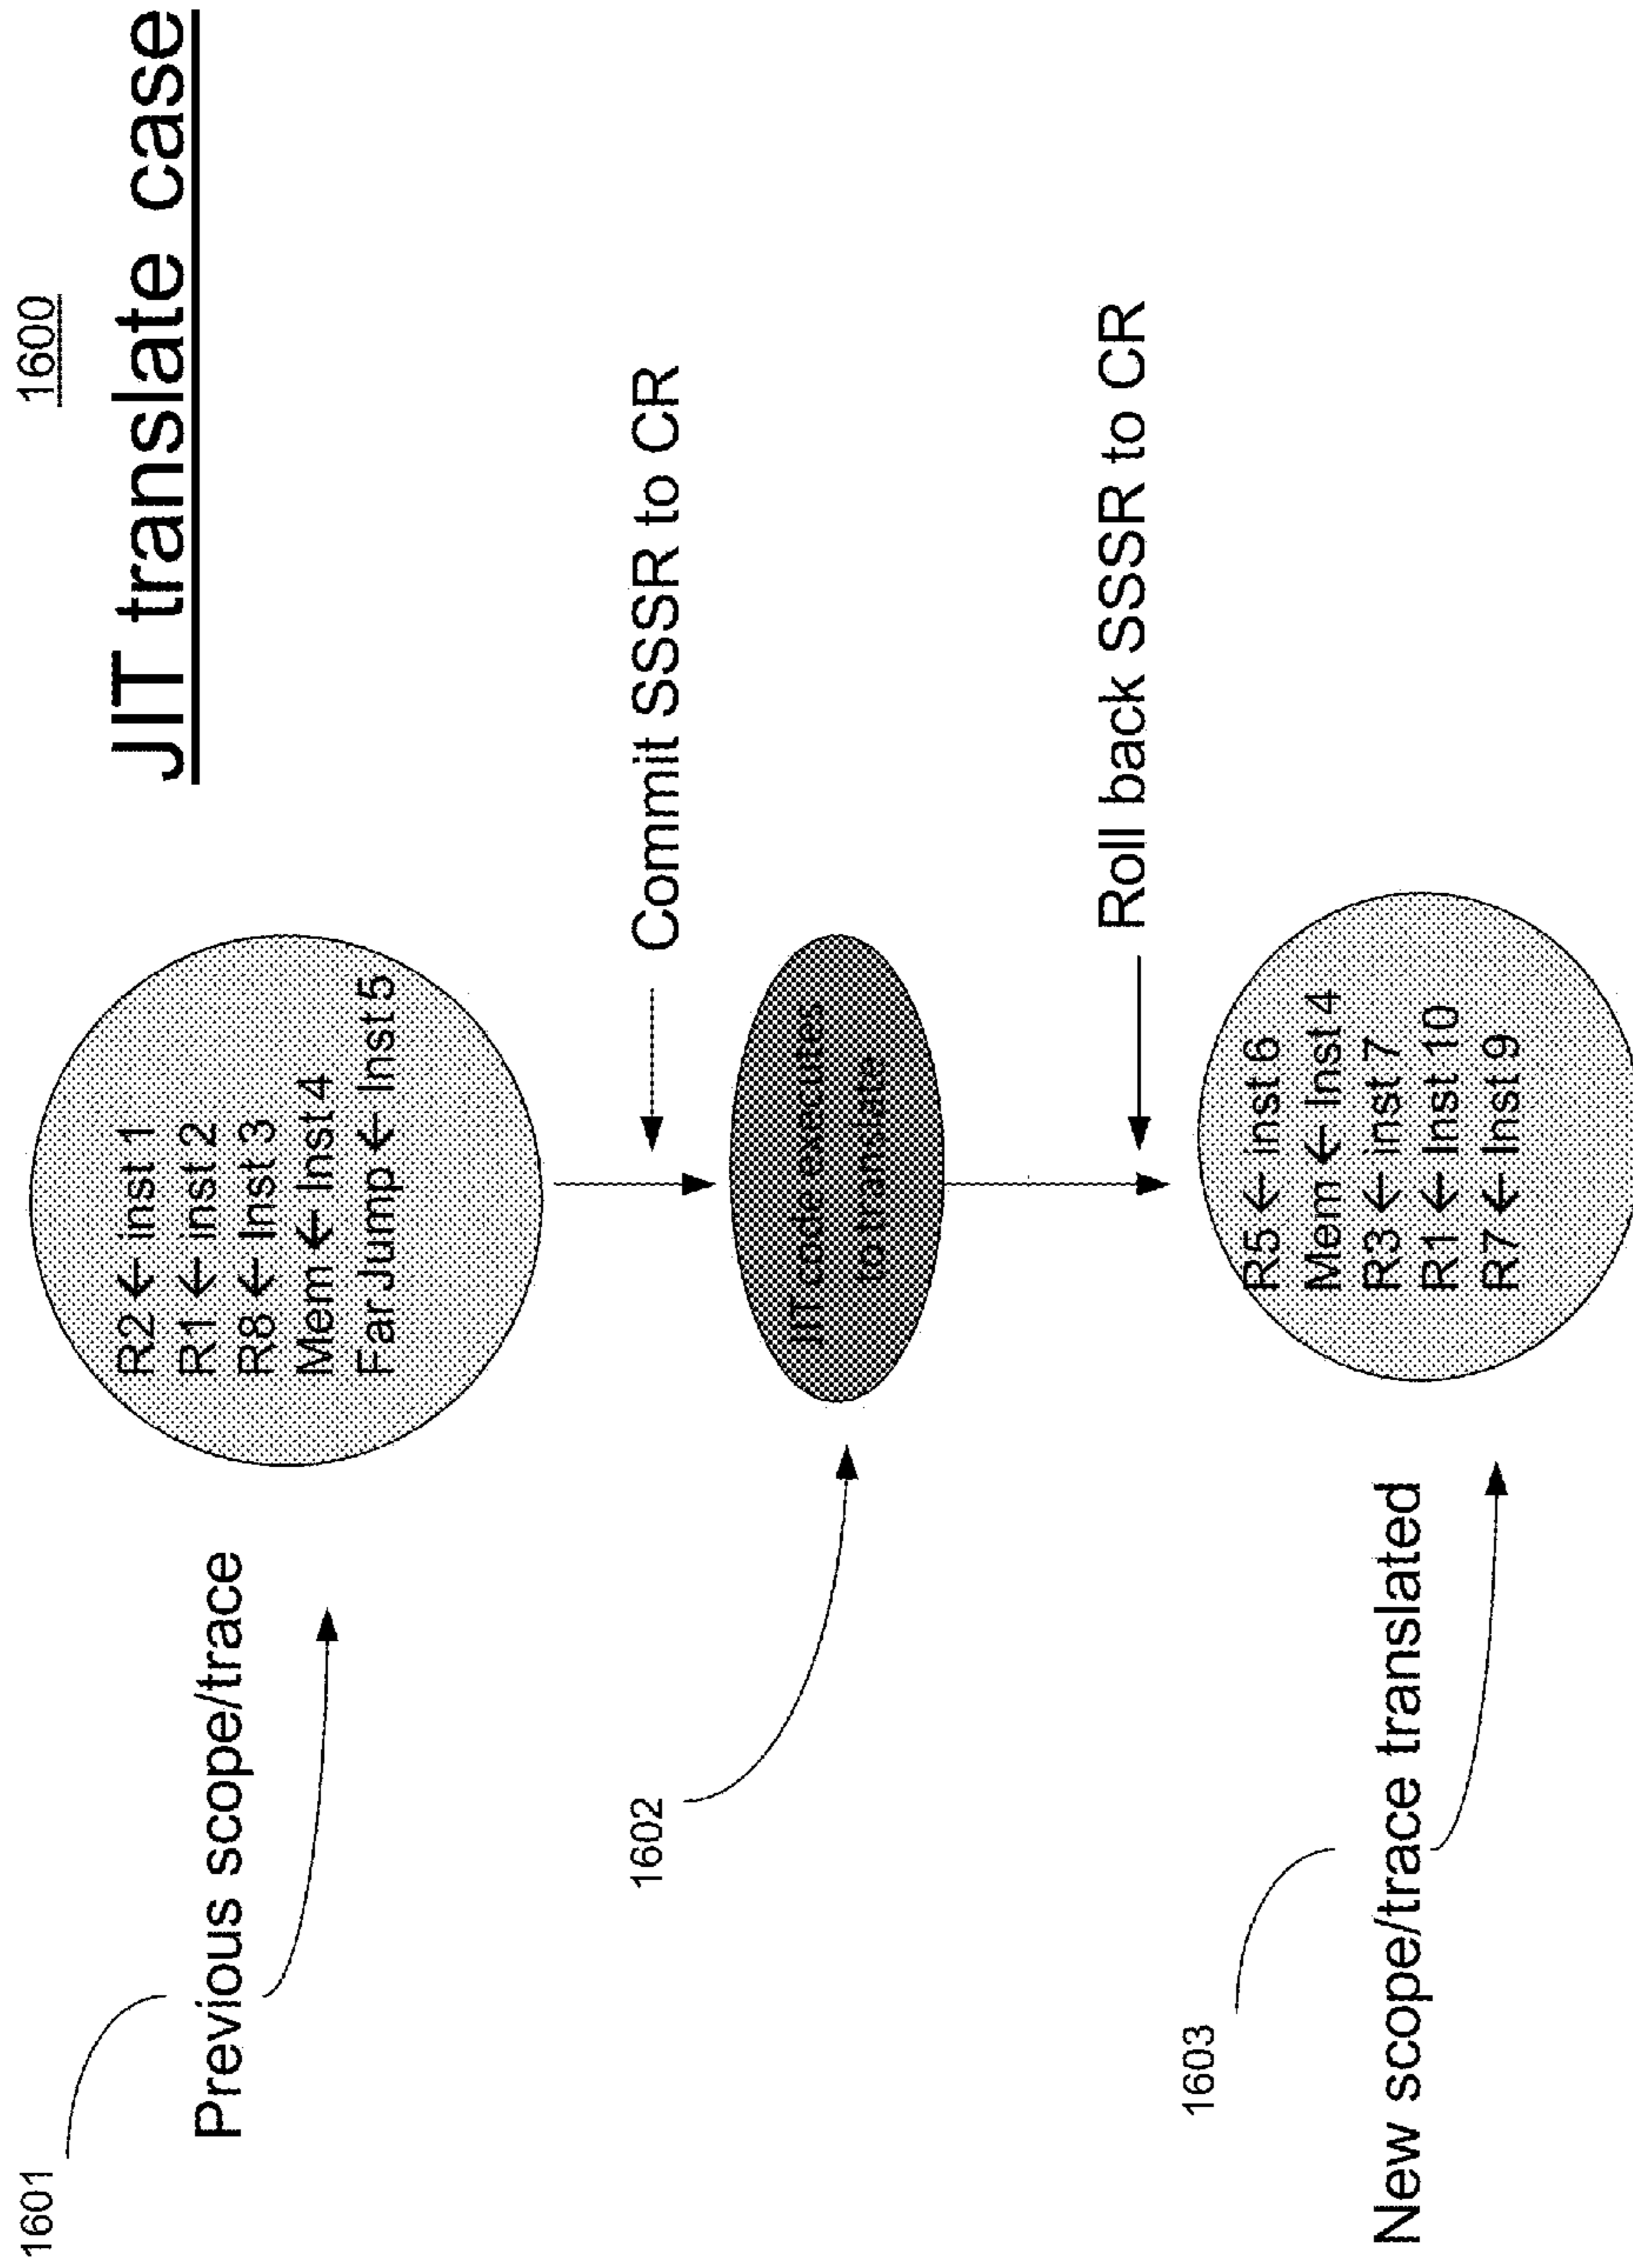 1600
JIT translate case
1601
Previous scope/trace
R2 ← inst 1
R1 ← inst 2
R8 ← Inst 3
Mem ← Inst 4
Far Jump ← Inst 5
Commit SSSR to CR
1602
JIT code executes
to translate
Roll back SSSR to CR
1603
New scope/trace translated
R5 ← inst 6
Mem ← Inst 4
R3 ← inst 7
R1 ← Inst 10
R7 ← Inst 9